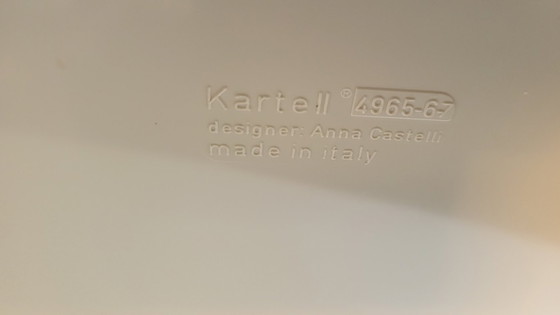 Kartell ® 4965-67
designer: Anna Castelli
made in italy